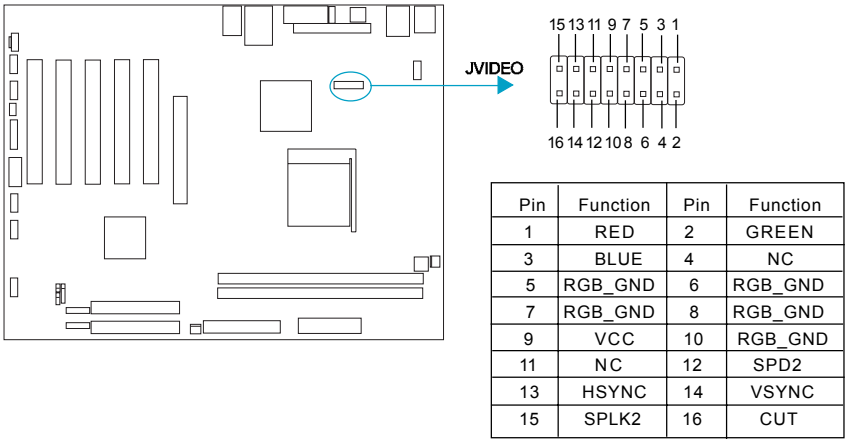 15 13 11 9 7 5 3 1
JVIDEO
16 14 12 10 8 6 4 2
Pin Function Pin Function
1 RED 2 GREEN
3 BLUE 4 NC
5 RGB_GND 6 RGB_GND
7 RGB_GND 8 RGB_GND
9 VCC 10 RGB_GND
11 NC 12 SPD2
13 HSYNC 14 VSYNC
15 SPLK2 16 CUT